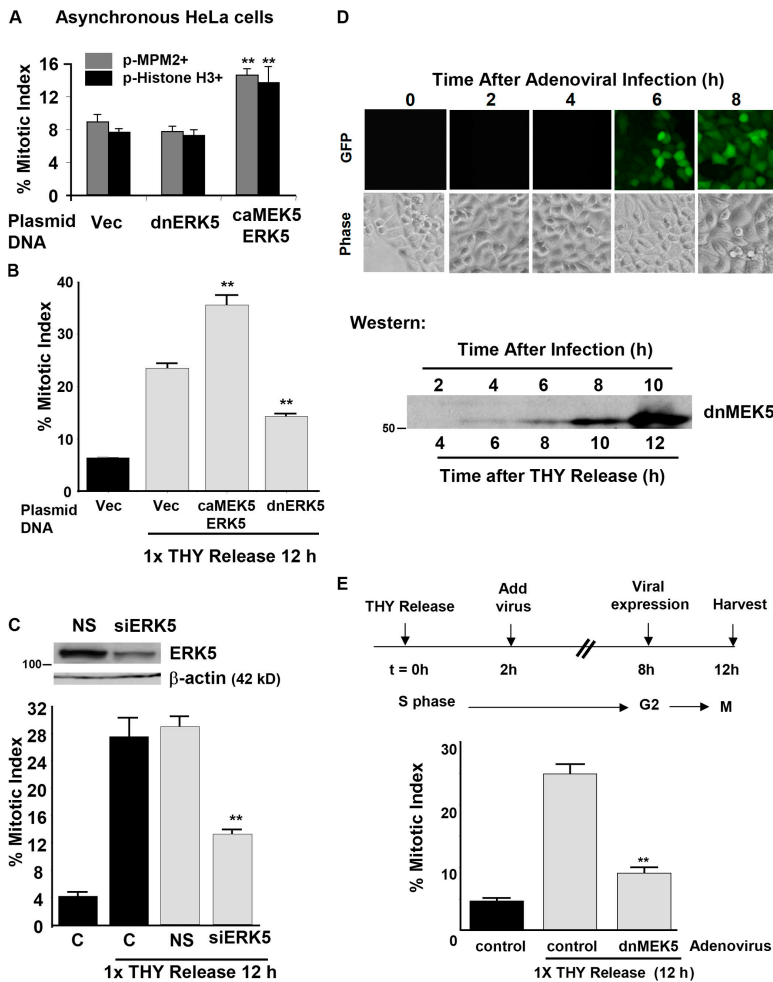 A
Asynchronous HeLa cells
p-MPM2+
p-Histone H3+
** **
% Mitotic Index
16
12
8
4
0
Plasmid DNA
Vec
dnERK5
caMEK5 ERK5
B
% Mitotic Index
40
30
20
10
0
**
**
Plasmid DNA
Vec
Vec
caMEK5 ERK5
dnERK5
1x THY Release 12 h
C
NS siERK5
100
ERK5
β-actin (42 kD)
% Mitotic Index
32
28
24
20
16
12
8
4
0
**
C
C
NS
siERK5
1x THY Release 12 h
D
Time After Adenoviral Infection (h)
0 2 4 6 8
GFP
Phase
Western:
Time After Infection (h)
2 4 6 8 10
50
dnMEK5
4 6 8 10 12
Time after THY Release (h)
E
THY Release
Add virus
Viral expression
Harvest
t = 0h
2h
8h
12h
S phase
G2
M
% Mitotic Index
30
20
10
0
**
control
control
dnMEK5
Adenovirus
1X THY Release (12 h)